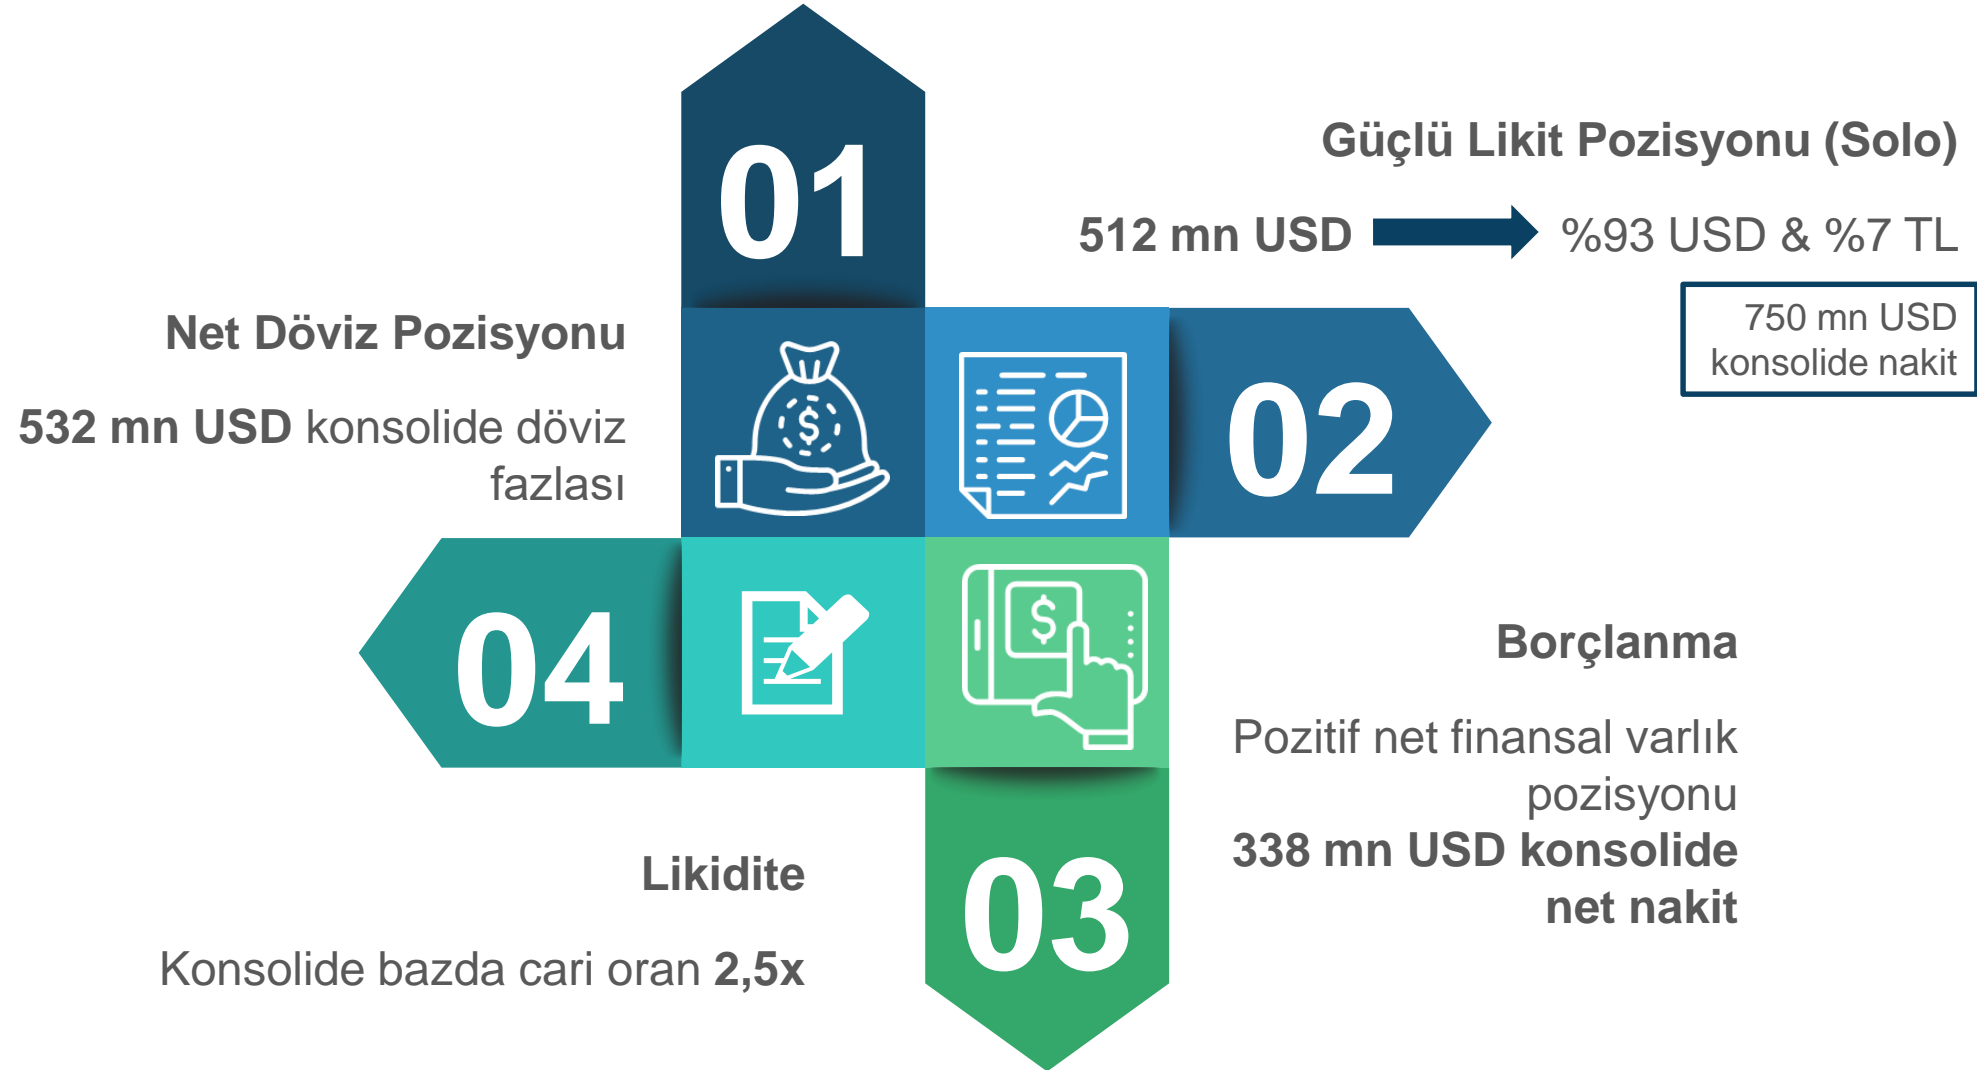 01
Güçlü Likit Pozisyonu (Solo)
512 mn USD %93 USD & %7 TL
750 mn USD
konsolide nakit
Net Döviz Pozisyonu
532 mn USD konsolide döviz
fazlası
$
02
04
$
Borçlanma
Pozitif net finansal varlık
pozisyonu
338 mn USD konsolide
net nakit
03
Likidite
Konsolide bazda cari oran 2,5x